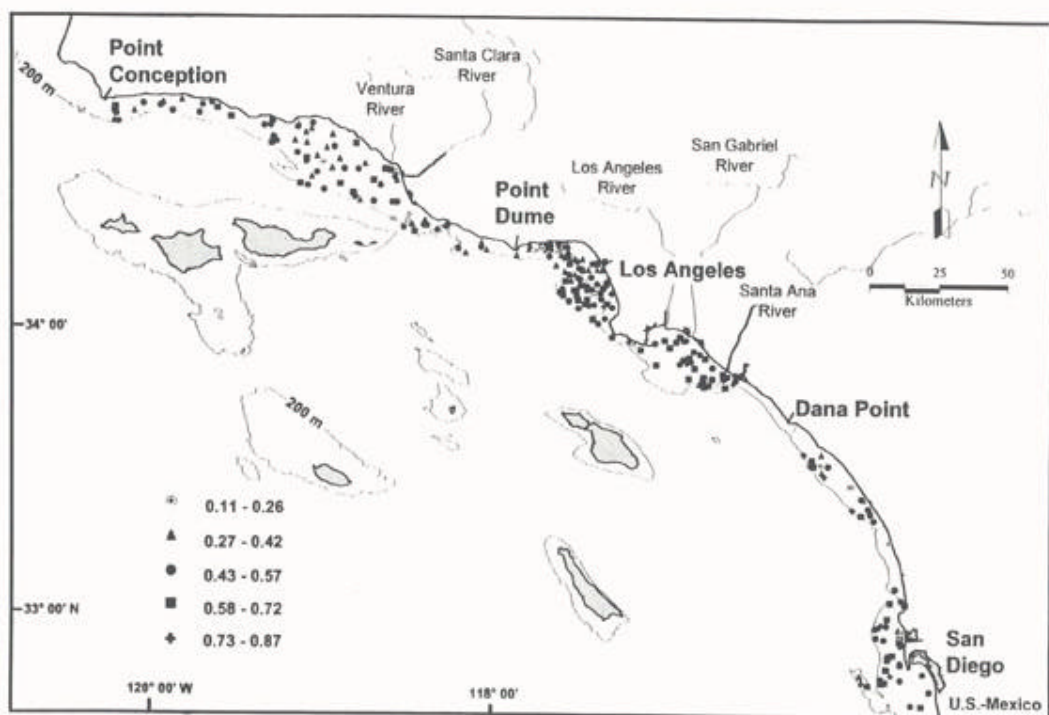 Point
Conception
Santa Clara
River
200 m
Ventura
River
San Gabriel
River
Los Angeles
River
Point
Dume
N
Los Angeles
Santa Ana
River
0 25 50
Kilometers
34° 00'
200 m
Dana Point
0.11 - 0.26
0.27 - 0.42
0.43 - 0.57
0.58 - 0.72
0.73 - 0.87
33° 00' N
San
Diego
120° 00' W
118° 00'
U.S.-Mexico